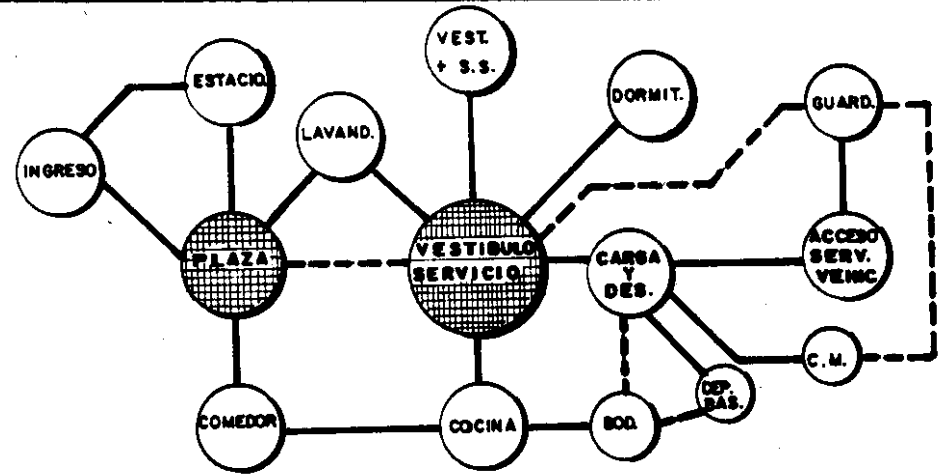 VEST.
+ S.S.
ESTACIO.
DORMIT.
GUARD.
LAVAND.
INGRESO
PLAZA
VESTIBULO
SERVICIO.
CARGA
Y
DES.
ACCESO
SERV.
VEHIC.
C.M.
DEP.
BAS.
COMEDOR
COCINA
BOD.